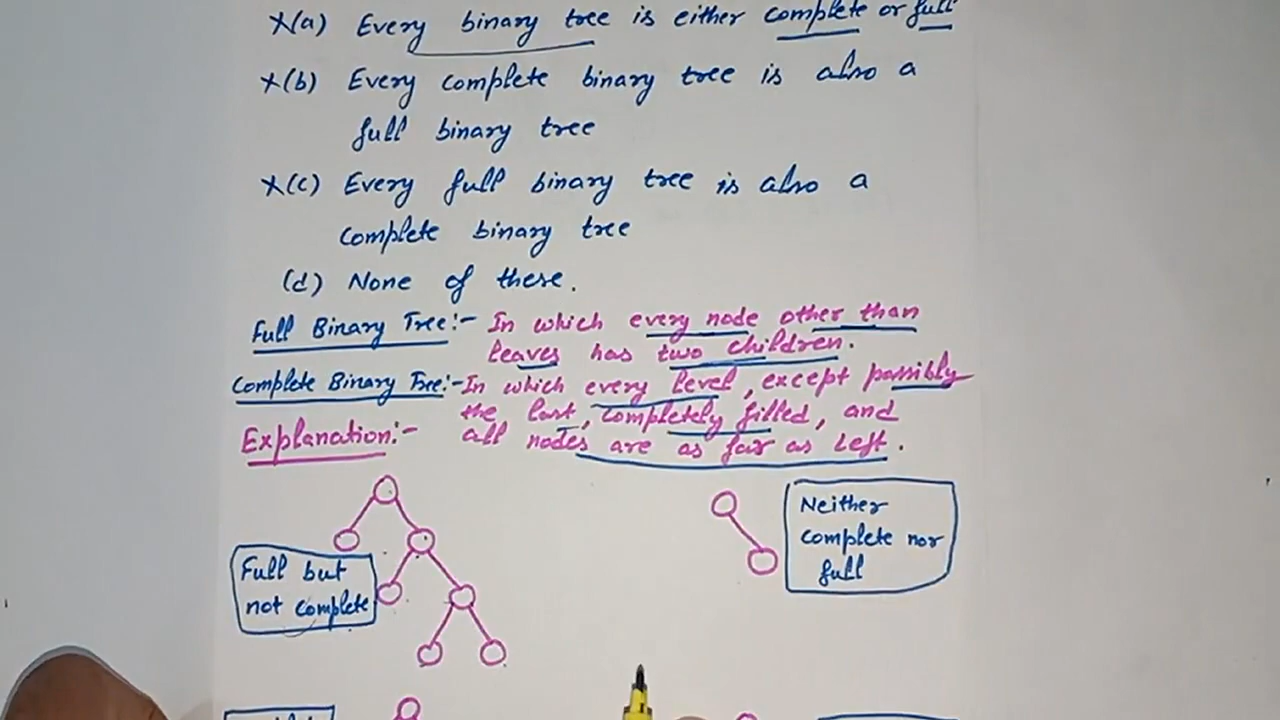 ×(a) Every binary tree is either complete or full
×(b) Every complete binary tree is also a
full binary tree
×(c) Every full binary tree is also a
complete binary tree
(d) None of these.
Full Binary Tree:- In which every node other than
leaves has two children.
Complete Binary Tree:- In which every level, except possibly
the last, completely filled, and
all nodes are as far as left.
Explanation:-
Full but
not complete
Neither
complete nor
full